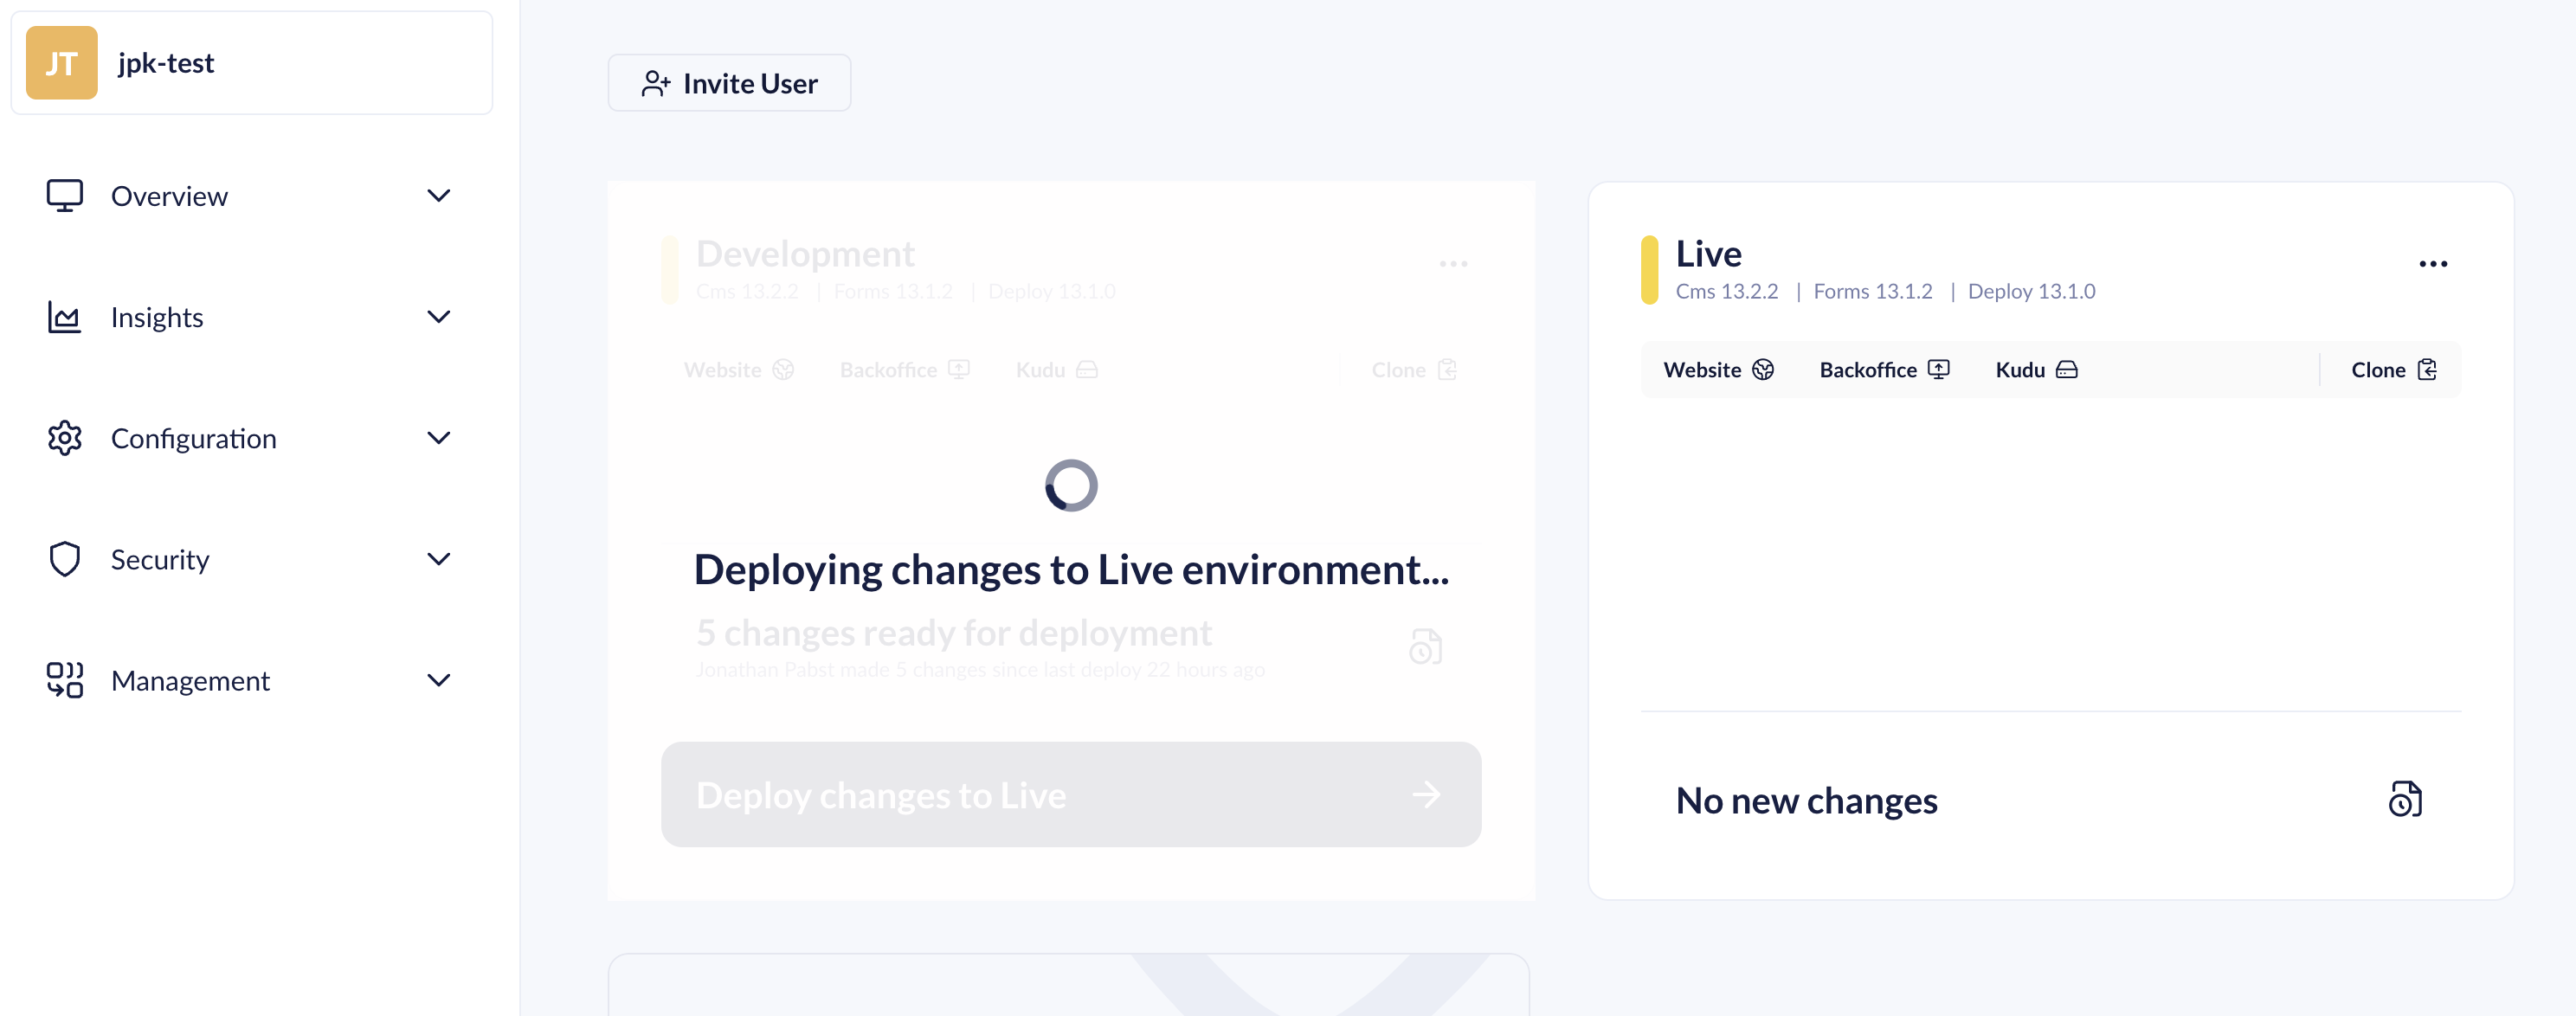 JT jpk-test
Overview
Insights
Configuration
Security
Management
Invite User
Development
Cms 13.2.2 | Forms 13.1.2 | Deploy 13.1.0
Website Backoffice Kudu Clone
Deploying changes to Live environment...
5 changes ready for deployment
Jonathan Pabst made 5 changes since last deploy 22 hours ago
Deploy changes to Live
Live
Cms 13.2.2 | Forms 13.1.2 | Deploy 13.1.0
Website Backoffice Kudu Clone
No new changes